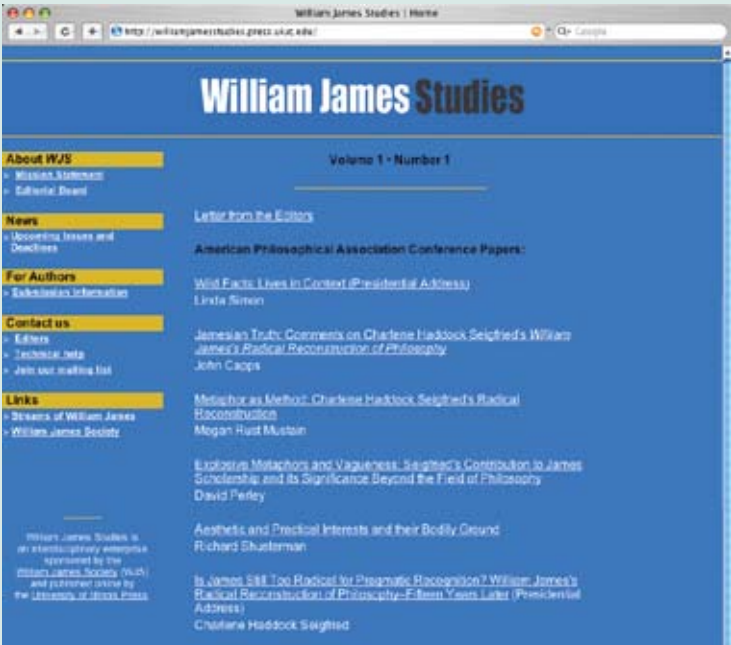 William James Studies | Home
http://williamjamesstudies.press.uiuc.edu/
Google
William James Studies
About WJS
» Mission Statement
» Editorial Board
News
» Upcoming Issues and
Deadlines
For Authors
» Submission Information
Contact us
» Editors
» Technical help
» Join our mailing list
Links
» Streams of William James
» William James Society
William James Studies is
an interdisciplinary enterprise
sponsored by the
William James Society (WJS)
and published online by
the University of Illinois Press
Volume 1 • Number 1
Letter from the Editors
American Philosophical Association Conference Papers:
Wild Facts: Lives in Context (Presidential Address)
Linda Simon
Jamesian Truth: Comments on Charlene Haddock Seigfried's William
James's Radical Reconstruction of Philosophy
John Capps
Metaphor as Method: Charlene Haddock Seigfried's Radical
Reconstruction
Megan Rust Mustain
Explosive Metaphors and Vagueness: Seigfried's Contribution to James
Scholarship and its Significance Beyond the Field of Philosophy
David Perley
Aesthetic and Practical Interests and their Bodily Ground
Richard Shusterman
Is James Still Too Radical for Pragmatic Recognition? William James's
Radical Reconstruction of Philosophy–Fifteen Years Later (Presidential
Address)
Charlene Haddock Seigfried